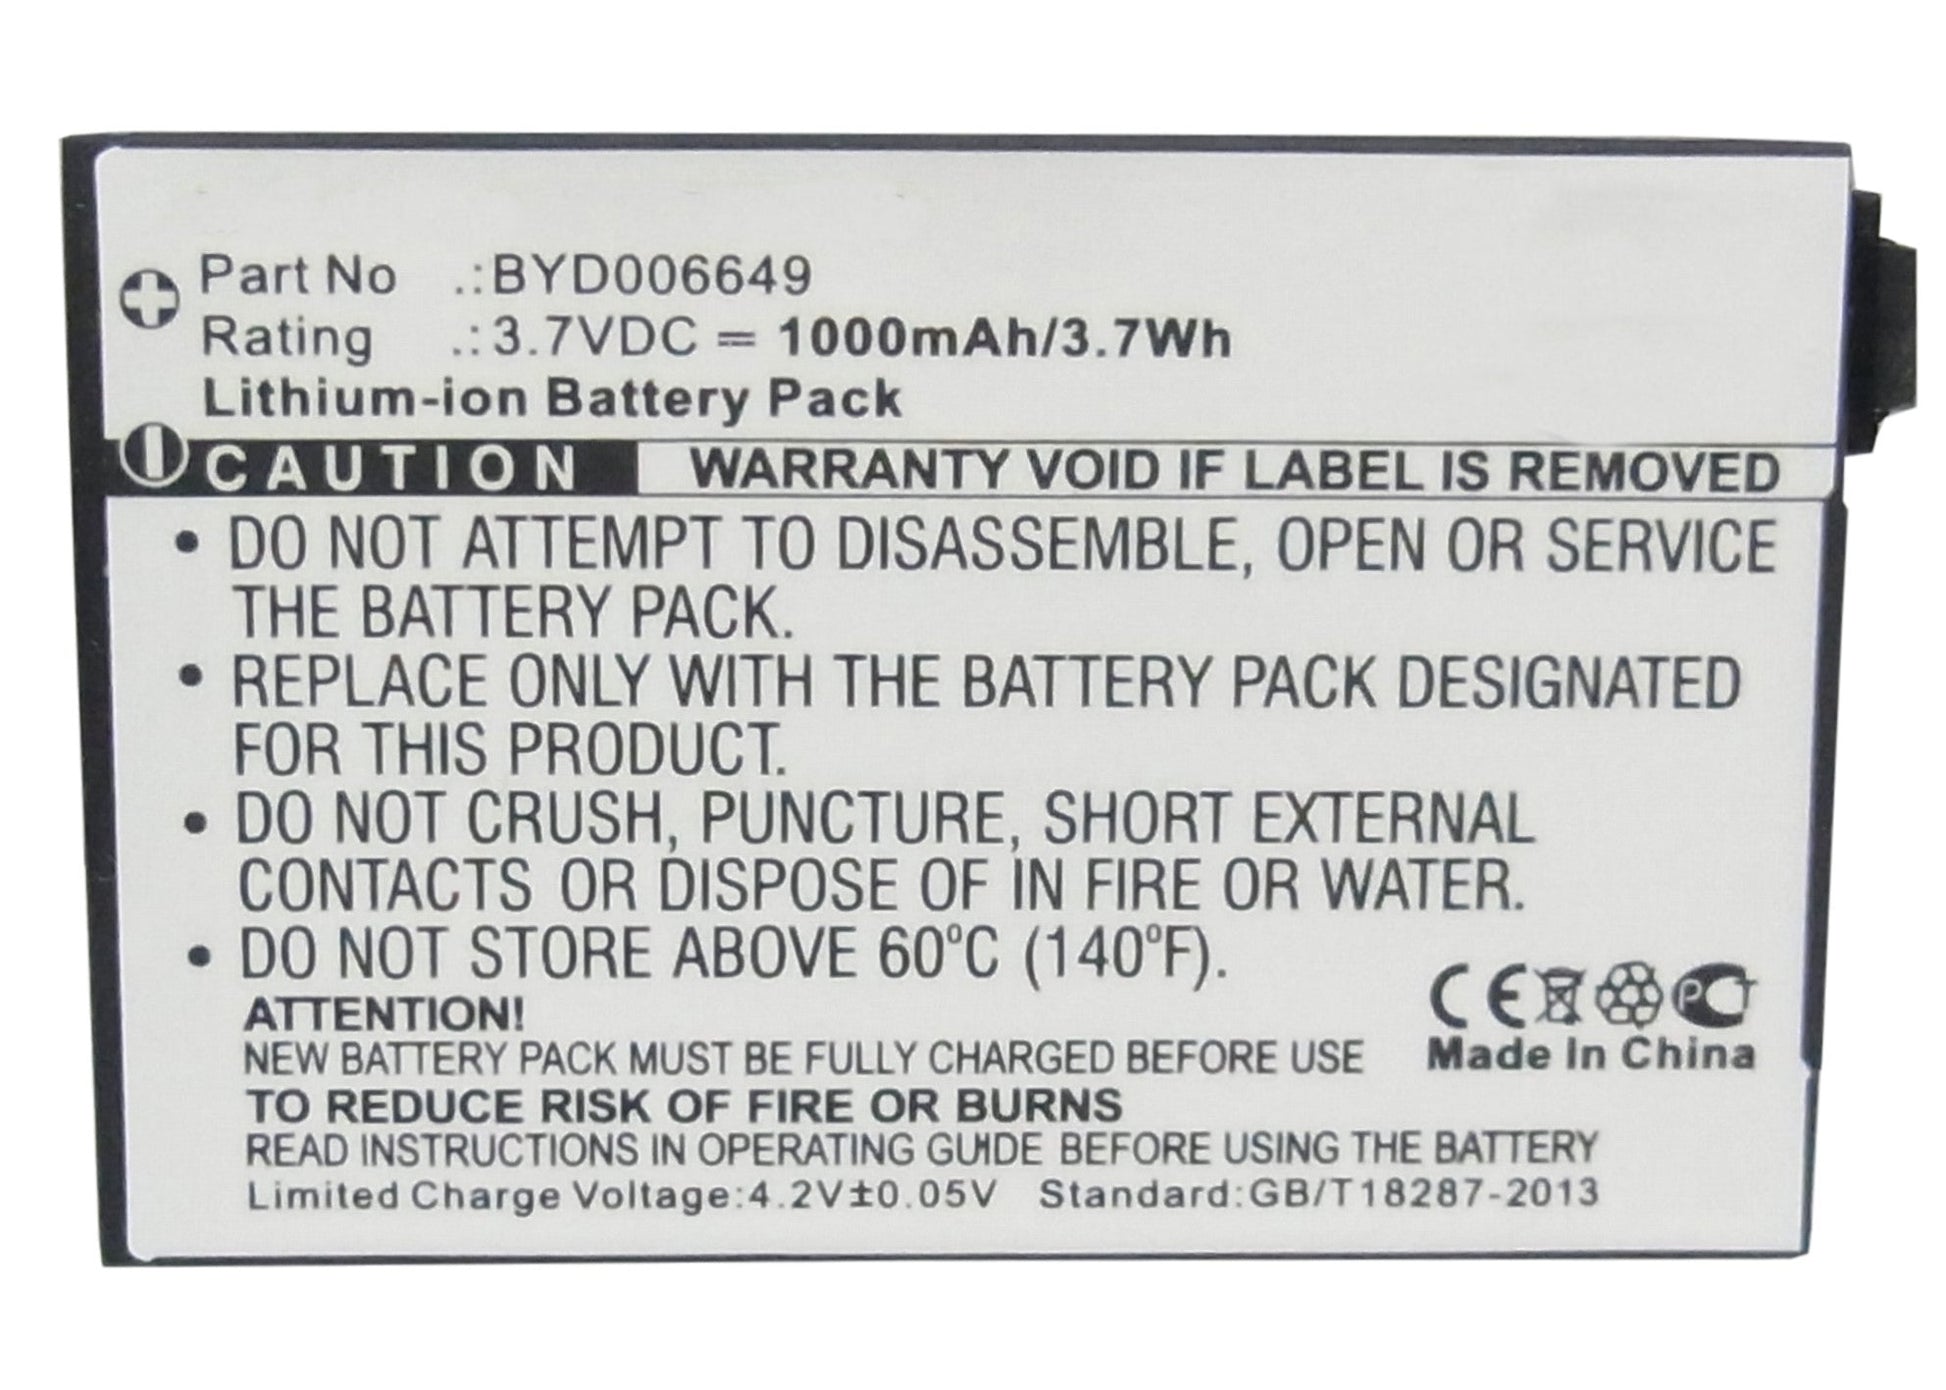 Part No .:BYD006649
Rating .:3.7VDC = 1000mAh/3.7Wh
Lithium-ion Battery Pack
CAUTION WARRANTY VOID IF LABEL IS REMOVED
• DO NOT ATTEMPT TO DISASSEMBLE, OPEN OR SERVICE
THE BATTERY PACK.
• REPLACE ONLY WITH THE BATTERY PACK DESIGNATED
FOR THIS PRODUCT.
• DO NOT CRUSH, PUNCTURE, SHORT EXTERNAL
CONTACTS OR DISPOSE OF IN FIRE OR WATER.
• DO NOT STORE ABOVE 60°C (140°F).
ATTENTION!
CE PCT
NEW BATTERY PACK MUST BE FULLY CHARGED BEFORE USE
Made In China
TO REDUCE RISK OF FIRE OR BURNS
READ INSTRUCTIONS IN OPERATING GUIDE BEFORE USING THE BATTERY
Limited Charge Voltage:4.2V±0.05V Standard:GB/T18287-2013